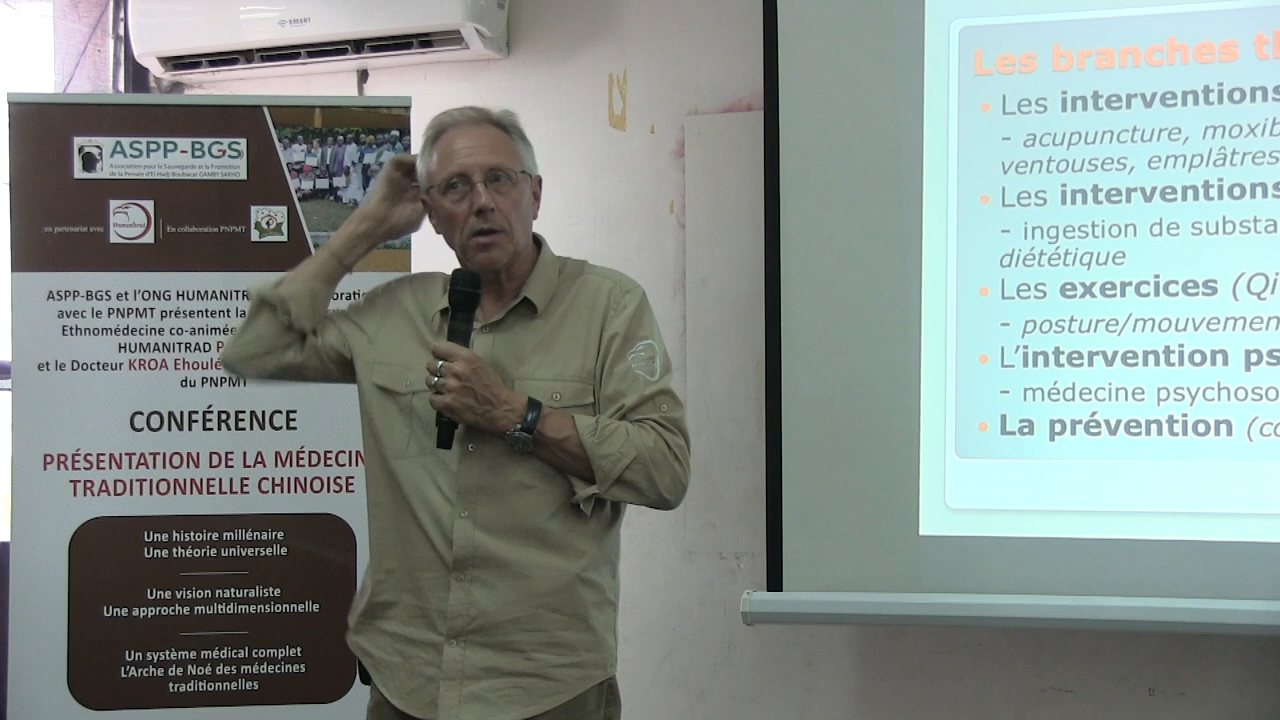 SMART
ASPP-BGS
Association pour la Sauvegarde et la Promotion
de la Pensée d'El Hadj Boubacar GAMBY SAKHO
en partenariat avec
HumaniTrad
En collaboration PNPMT
ASPP-BGS et l'ONG HUMANITR
avec le PNPMT présentent la
Ethnomédecine co-animée
HUMANITRAD P
et le Docteur KROA Ehoulé
du PNPMT
CONFÉRENCE
PRÉSENTATION DE LA MÉDECIN
TRADITIONNELLE CHINOISE
Une histoire millénaire
Une théorie universelle
Une vision naturaliste
Une approche multidimensionnelle
Un système médical complet
L'Arche de Noé des médecines
traditionnelles
Les branches th
• Les interventions
- acupuncture, moxib
ventouses, emplâtres
• Les interventions
- ingestion de substa
diététique
• Les exercices (Qi
- posture/mouvemen
• L'intervention ps
- médecine psychoso
• La prévention (co